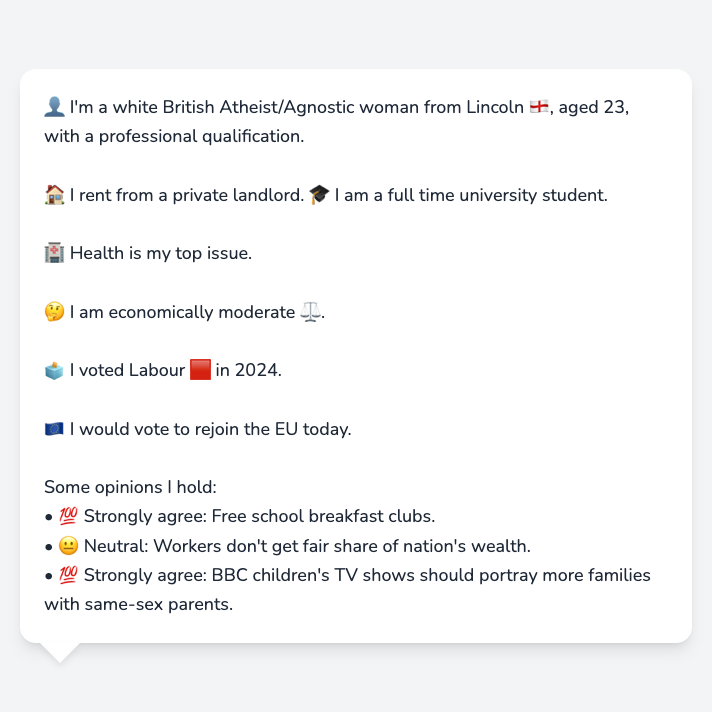 👤 I'm a white British Atheist/Agnostic woman from Lincoln 🏴󠁧󠁢󠁥󠁮󠁧󠁿, aged 23,
with a professional qualification.
🏠 I rent from a private landlord. 🎓 I am a full time university student.
🏥 Health is my top issue.
🤔 I am economically moderate ⚖️.
🗳️ I voted Labour 🟥 in 2024.
🇪🇺 I would vote to rejoin the EU today.
Some opinions I hold:
• 💯 Strongly agree: Free school breakfast clubs.
• 😐 Neutral: Workers don't get fair share of nation's wealth.
• 💯 Strongly agree: BBC children's TV shows should portray more families
with same-sex parents.